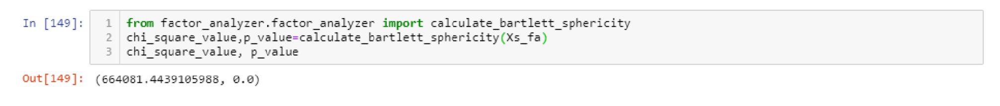 In [149]:
1 from factor_analyzer.factor_analyzer import calculate_bartlett_sphericity
2 chi_square_value,p_value=calculate_bartlett_sphericity(Xs_fa)
3 chi_square_value, p_value
Out[149]: (664081.4439105988, 0.0)